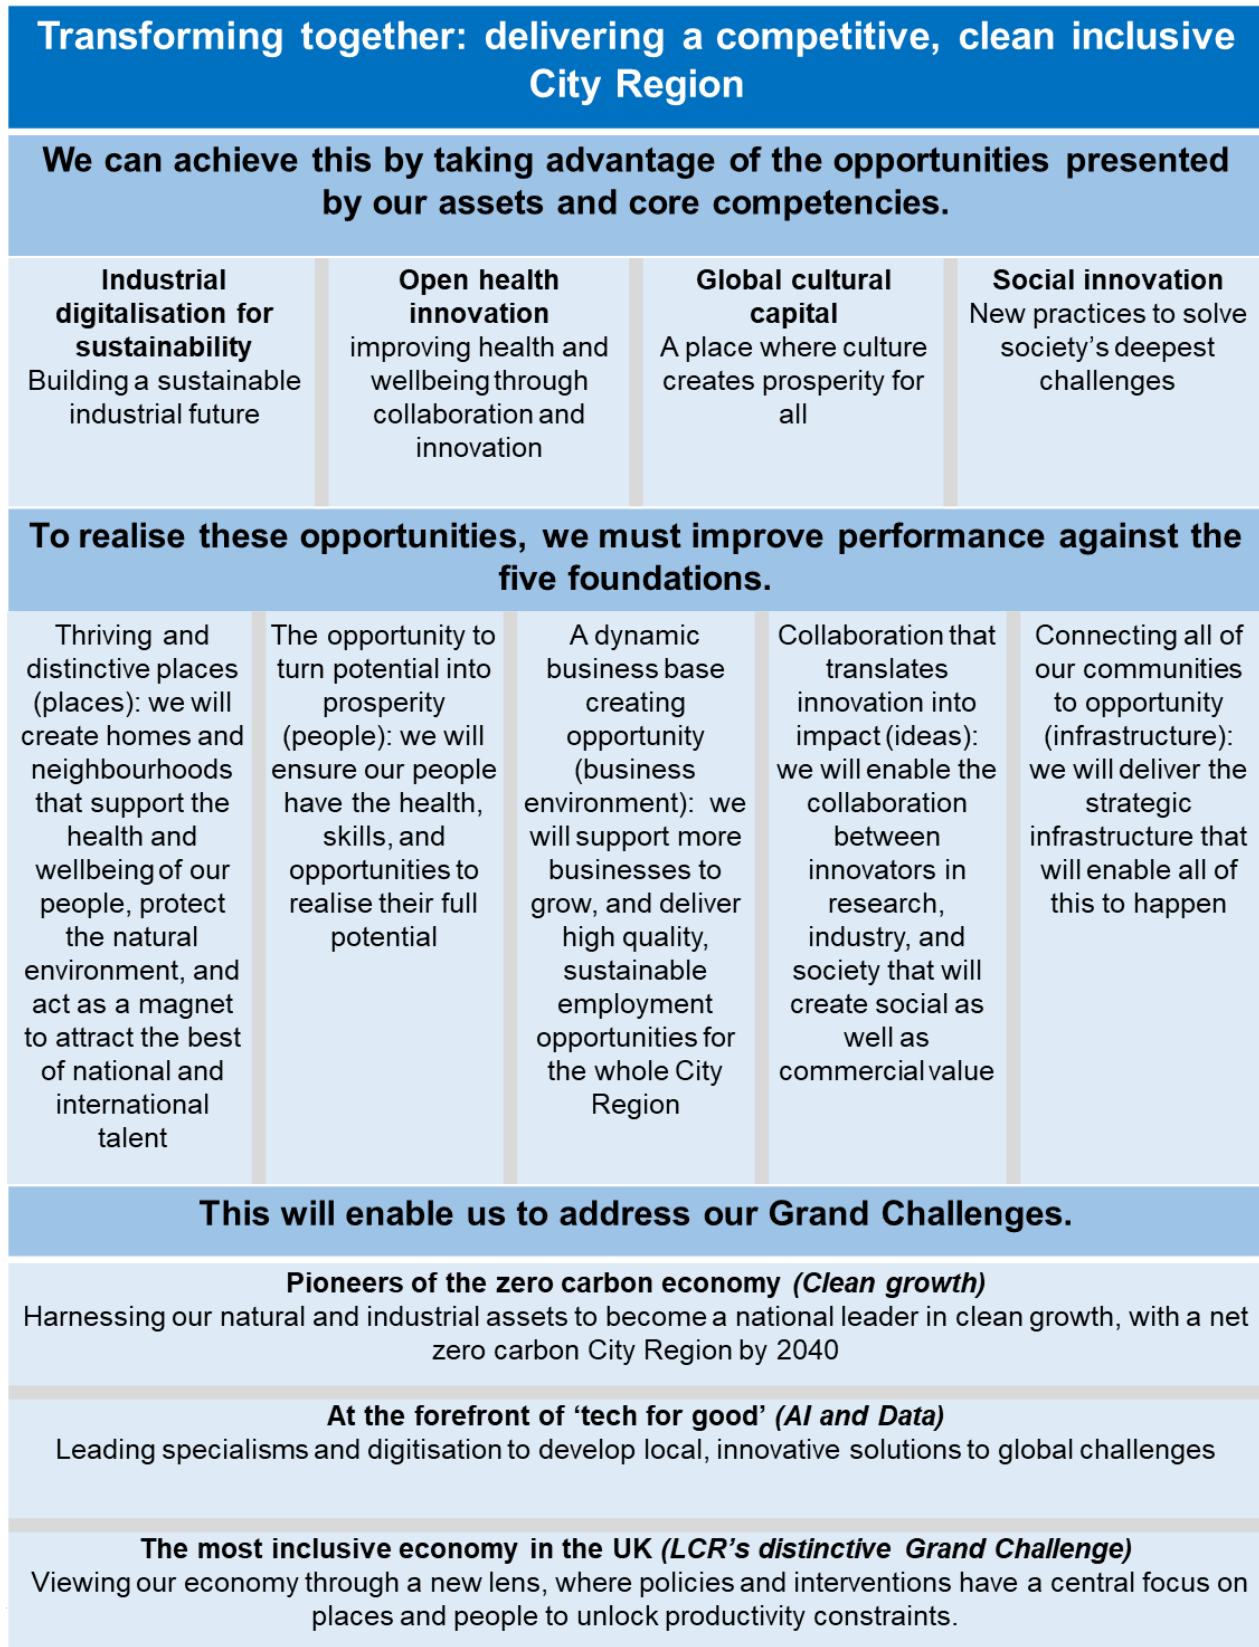 Transforming together: delivering a competitive, clean inclusive
City Region
We can achieve this by taking advantage of the opportunities presented
by our assets and core competencies.
Industrial
digitalisation for
sustainability
Building a sustainable
industrial future
Open health
innovation
improving health and
wellbeing through
collaboration and
innovation
Global cultural
capital
A place where culture
creates prosperity for
all
Social innovation
New practices to solve
society's deepest
challenges
To realise these opportunities, we must improve performance against the
five foundations.
Thriving and
distinctive places
(places): we will
create homes and
neighbourhoods
that support the
health and
wellbeing of our
people, protect
the natural
environment, and
act as a magnet
to attract the best
of national and
international
talent
The opportunity to
turn potential into
prosperity
(people): we will
ensure our people
have the health,
skills, and
opportunities to
realise their full
potential
A dynamic
business base
creating
opportunity
(business
environment): we
will support more
businesses to
grow, and deliver
high quality,
sustainable
employment
opportunities for
the whole City
Region
Collaboration that
translates
innovation into
impact (ideas):
we will enable the
collaboration
between
innovators in
research,
industry, and
society that will
create social as
well as
commercial value
Connecting all of
our communities
to opportunity
(infrastructure):
we will deliver the
strategic
infrastructure that
will enable all of
this to happen
This will enable us to address our Grand Challenges.
Pioneers of the zero carbon economy (Clean growth)
Harnessing our natural and industrial assets to become a national leader in clean growth, with a net
zero carbon City Region by 2040
At the forefront of ‘tech for good’ (AI and Data)
Leading specialisms and digitisation to develop local, innovative solutions to global challenges
The most inclusive economy in the UK (LCR’s distinctive Grand Challenge)
Viewing our economy through a new lens, where policies and interventions have a central focus on
places and people to unlock productivity constraints.